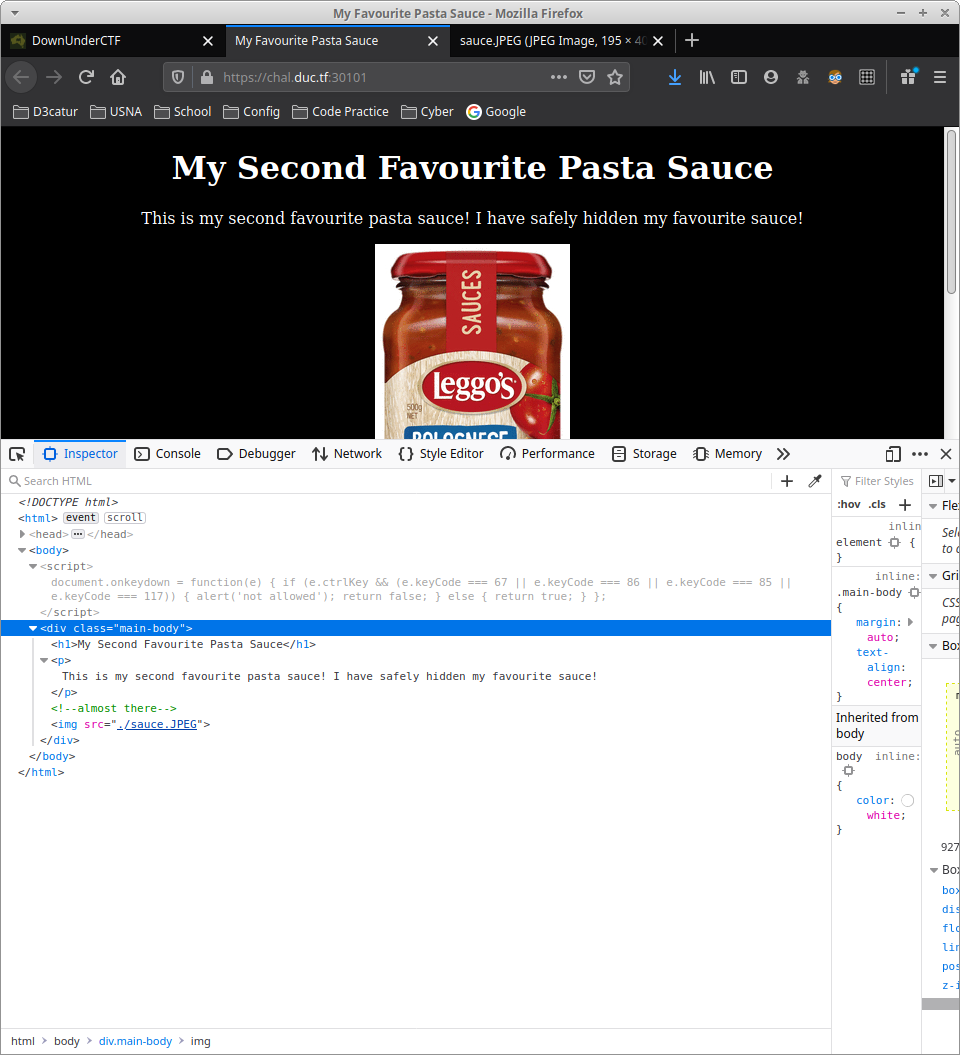 My Favourite Pasta Sauce - Mozilla Firefox
DownUnderCTF
My Favourite Pasta Sauce
sauce.JPEG (JPEG Image, 195 × 40
https://chal.duc.tf:30101
D3catur
USNA
School
Config
Code Practice
Cyber
Google
My Second Favourite Pasta Sauce
This is my second favourite pasta sauce! I have safely hidden my favourite sauce!
SAUCES
Leggo's
500g
NET
BOLOGNESE
Inspector
Console
Debugger
Network
Style Editor
Performance
Storage
Memory
Search HTML
<!DOCTYPE html>
<html> event scroll
<head> ••• </head>
<body>
<script>
document.onkeydown = function(e) { if (e.ctrlKey && (e.keyCode === 67 || e.keyCode === 86 || e.keyCode === 85 ||
e.keyCode === 117)) { alert('not allowed'); return false; } else { return true; } };
</script>
<div class="main-body">
<h1>My Second Favourite Pasta Sauce</h1>
<p>
This is my second favourite pasta sauce! I have safely hidden my favourite sauce!
</p>
<!--almost there-->
<img src="./sauce.JPEG">
</div>
</body>
</html>
Filter Styles
:hov .cls +
inlin
element {
}
inline:
.main-body
{
margin:
auto;
text-
align:
center;
}
Inherited from
body
body inline:
{
color:
white;
}
Fle
Sele
to c
Gri
CSS
pag
Box
auto
927
Box
box
dis
flo
lin
pos
z-i
html > body > div.main-body > img